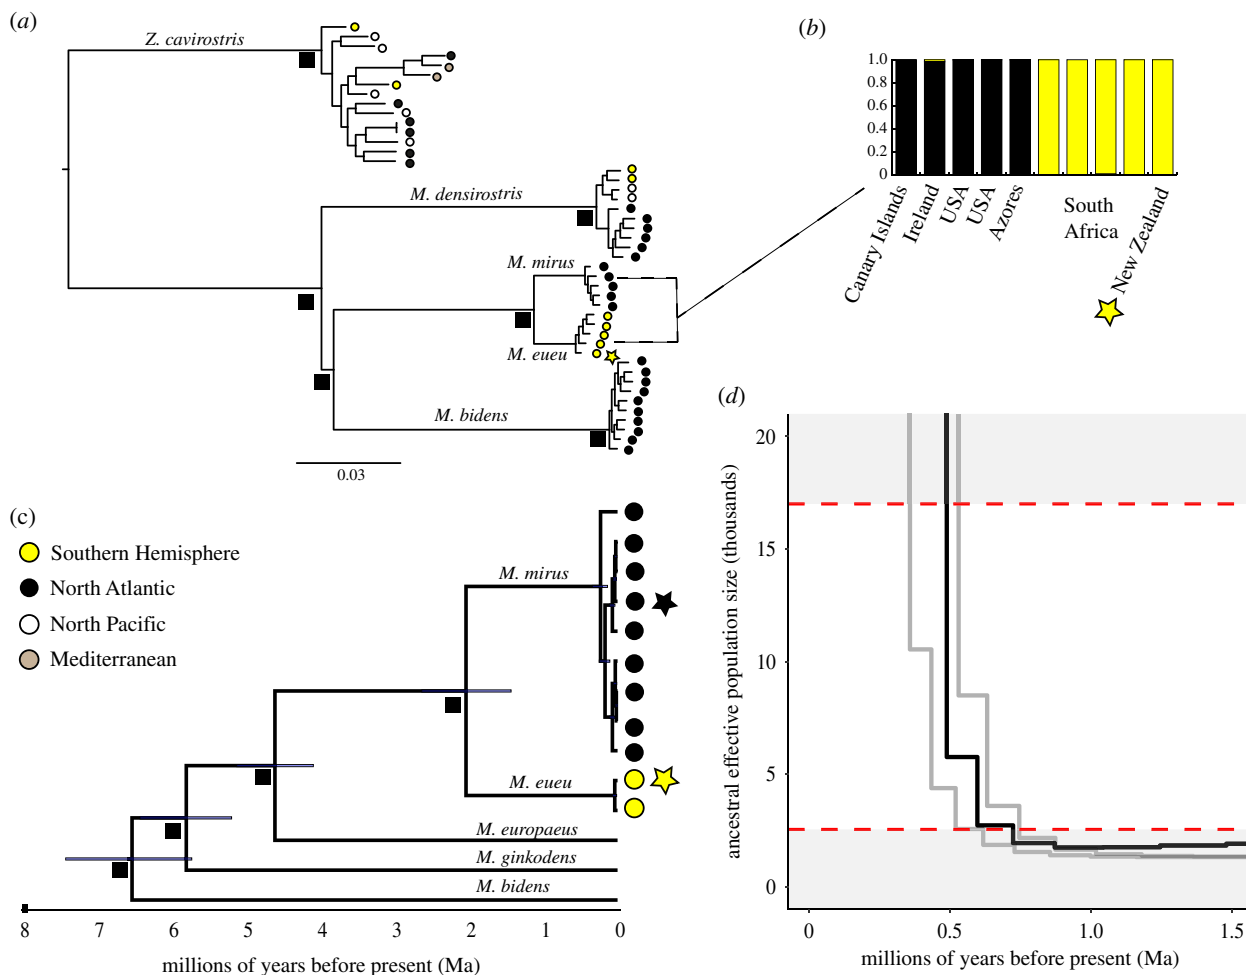 (a)
Z. cavirostris
M. densirostris
M. mirus
M. eueu
M. bidens
0.03
(b)
1.0
0.8
0.6
0.4
0.2
0
Canary Islands
Ireland
USA
USA
Azores
South
Africa
New Zealand
(c)
Southern Hemisphere
North Atlantic
North Pacific
Mediterranean
M. mirus
M. eueu
M. europaeus
M. ginkodens
M. bidens
8 7 6 5 4 3 2 1 0
millions of years before present (Ma)
(d)
ancestral effective population size (thousands)
20
15
10
5
0
0 0.5 1.0 1.5
millions of years before present (Ma)